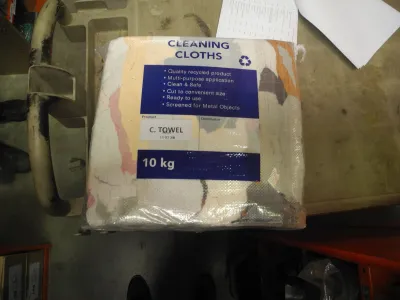 CLEANING
CLOTHS
• Quality recycled product
• Multi-purpose application
• Clean & Safe
• Cut to convenient size
• Ready to use
• Screened for Metal Objects
Product
C. TOWEL
10 kg